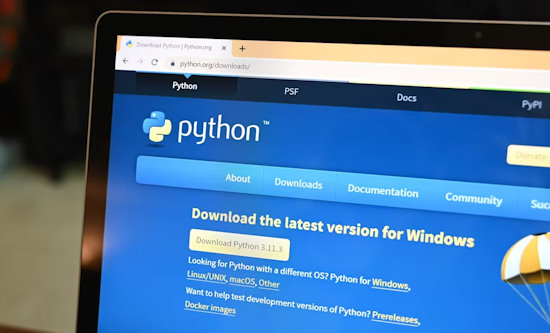 Download Python | Python.org
python.org/downloads/
Python PSF Docs PyPI
python™
Donate
About Downloads Documentation Community Suc
Download the latest version for Windows
Download Python 3.11.3
Looking for Python with a different OS? Python for Windows,
Linux/UNIX, macOS, Other
Want to help test development versions of Python? Prereleases,
Docker images